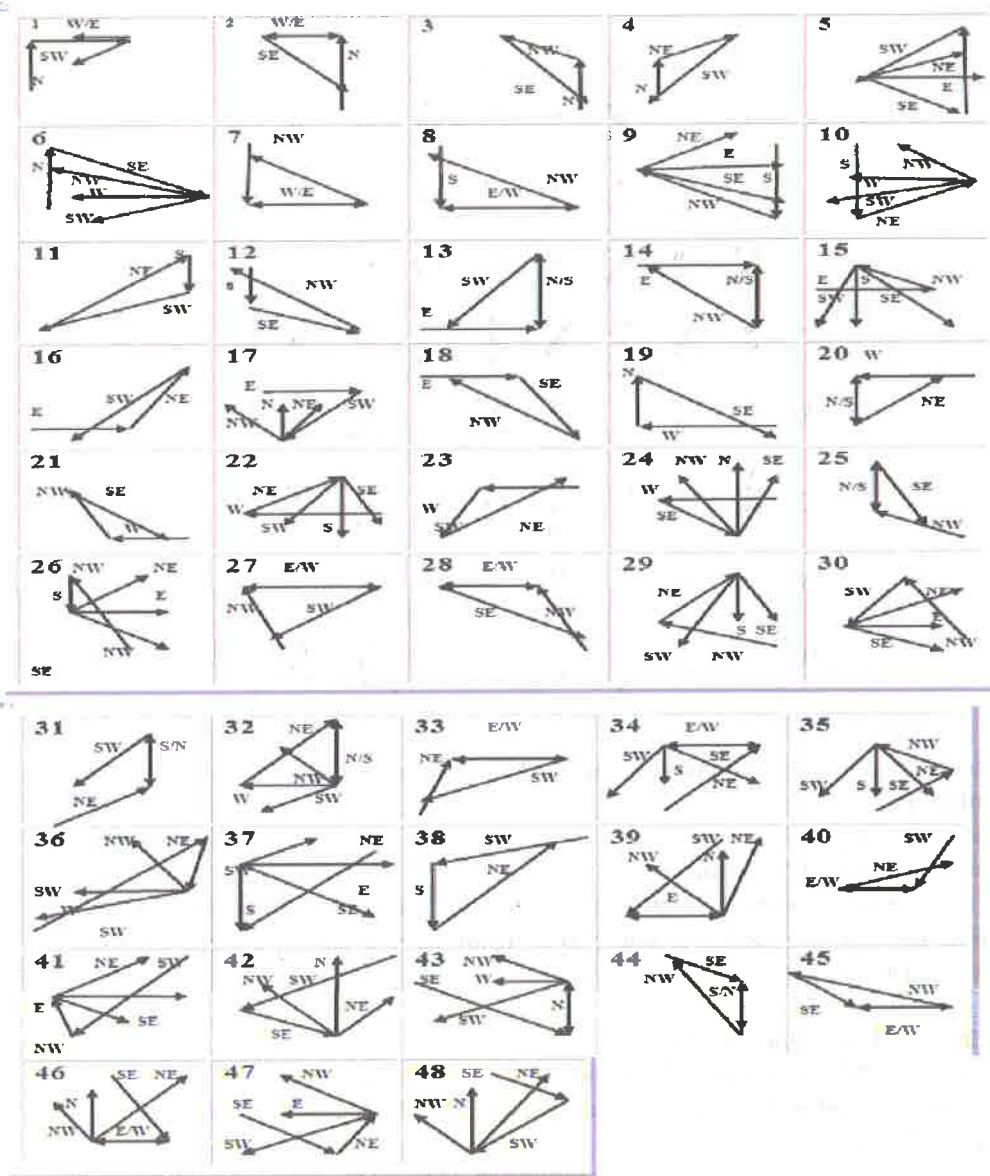 1 W/E
SW
N
2 W/E
SE
N
3
NW
SE
N
4
NE
N
SW
5
SW
NE
E
SE
6
N
SE
NW
W
SW
7 NW
W/E
8
S
NW
E/W
9 NE
E
SE
S
NW
10
S
NW
W
SW
NE
11
NE
S
SW
12
S
NW
SE
13
SW
N/S
E
14
E
N/S
NW
15
E
S
NW
SW
SE
16
SW
NE
E
17
E
N
NE
SW
NW
18
E
SE
NW
19
N
SE
W
20 W
N/S
NE
21
NW
SE
W
22
NE
SE
W
SW
S
23
W
SW
NE
24 NW N SE
W
SE
25
N/S
SE
NW
26 NW NE
S
E
NW
SE
27 E/W
NW
SW
28 E/W
SE
NW
29
NE
S SE
SW NW
30
SW
NE
E
SE
NW
31
SW
S/N
NE
32
NE
N/S
NW
W
SW
33 E/W
NE
SW
34 E/W
SW
SE
S
NE
35
NW
NE
SW
S SE
36
NW NE
SW
W
SW
37 NE
SW
E
S
SE
38 SW
NE
S
39 SW NE
NW
N
E
40 SW
NE
E/W
41 NE SW
E
SE
NW
42 N
NW SW
NE
SE
43 NW
SE W
N
SW
44 SE
NW
S/N
45
NW
SE
E/W
46 SE NE
N
NW E/W
47 NW
SE E
SW
NE
48 SE NE
NW N
SW